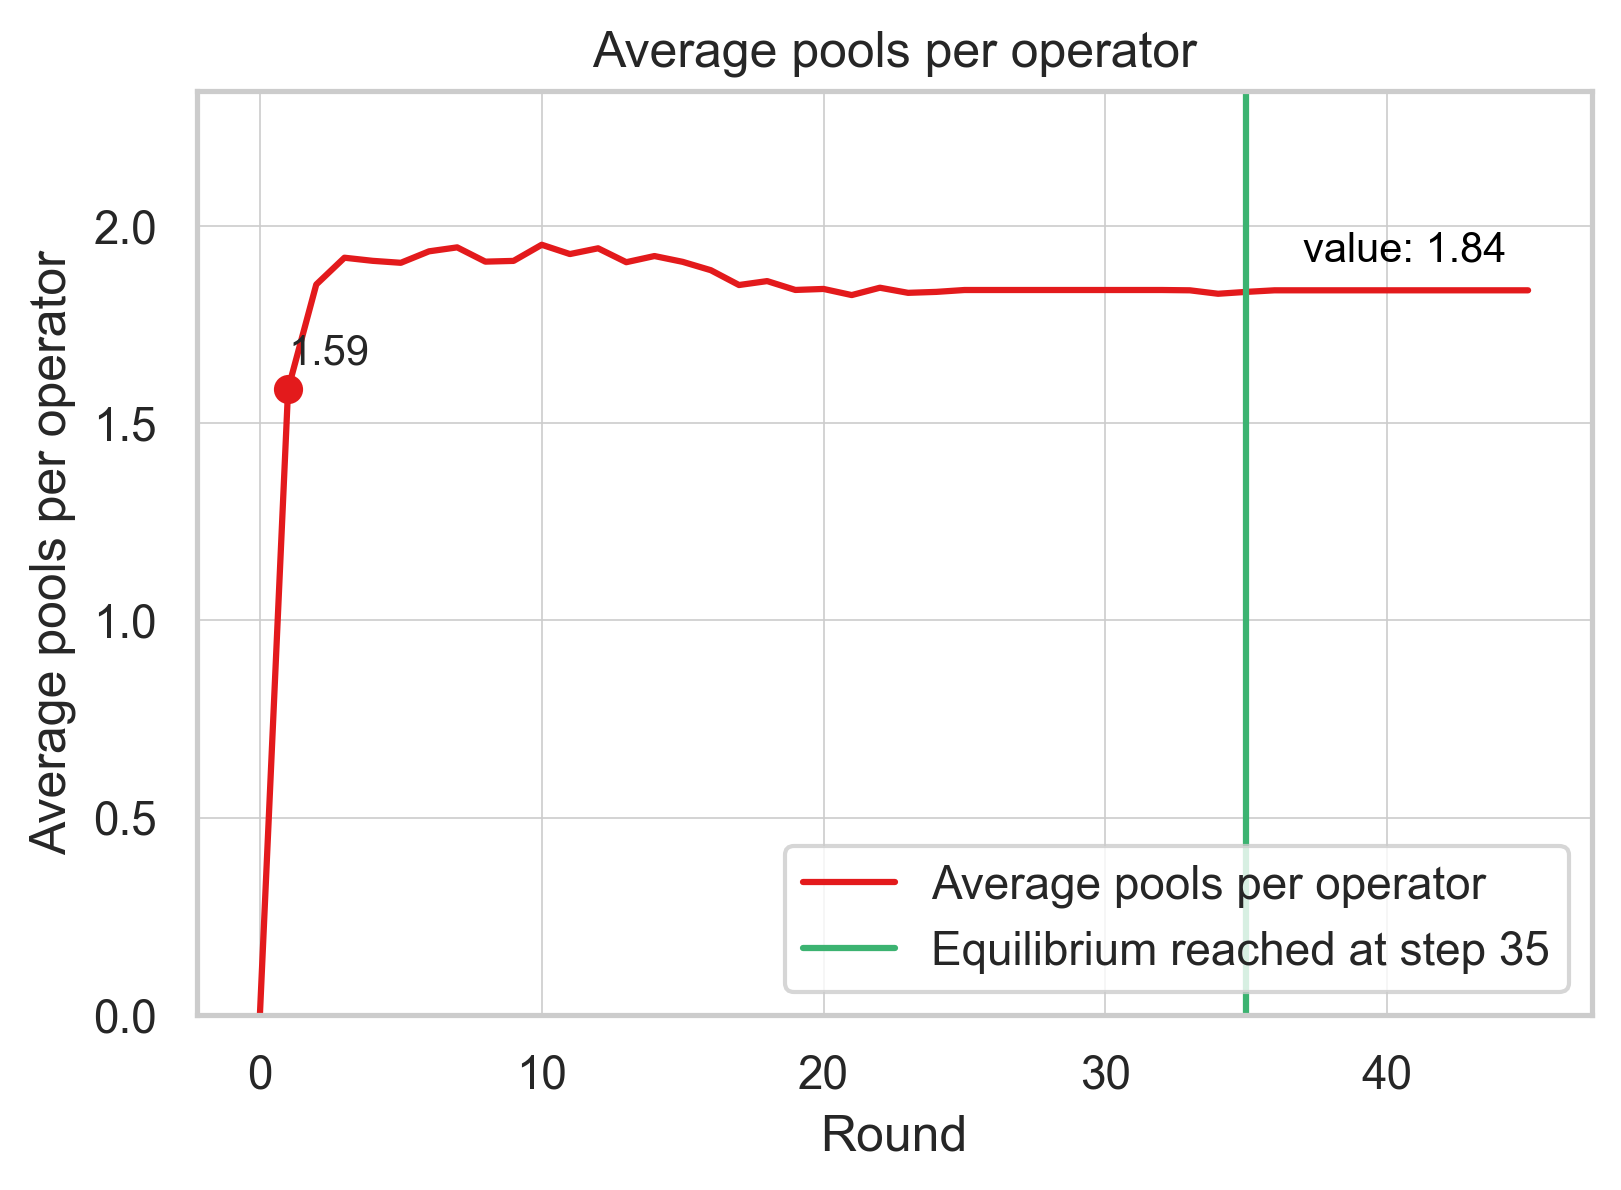 Average pools per operator
Average pools per operator
2.0
1.5
1.0
0.5
0.0
1.59
value: 1.84
Average pools per operator
Equilibrium reached at step 35
0 10 20 30 40
Round